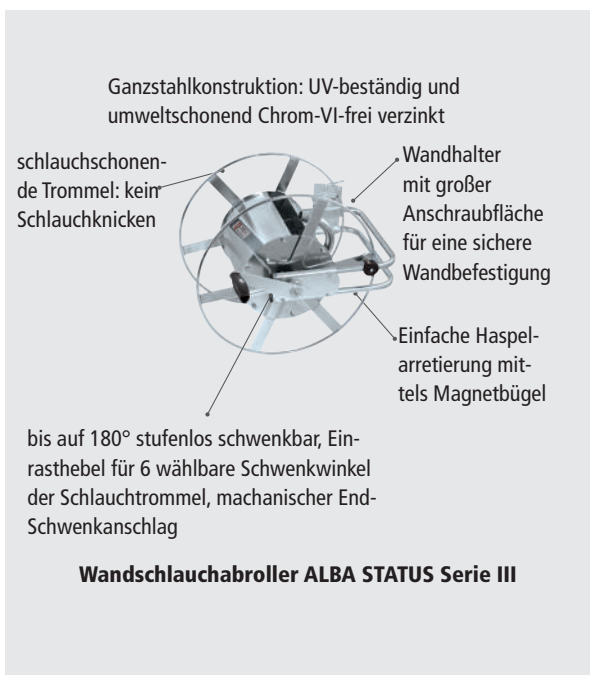 Ganzstahlkonstruktion: UV-beständig und
umweltschonend Chrom-VI-frei verzinkt
schlauchschonen-
de Trommel: kein
Schlauchknicken
Wandhalter
mit großer
Anschraubfläche
für eine sichere
Wandbefestigung
Einfache Haspel-
arretierung mit-
tels Magnetbügel
bis auf 180° stufenlos schwenkbar, Ein-
rasthebel für 6 wählbare Schwenkwinkel
der Schlauchtrommel, machanischer End-
Schwenkanschlag
Wandschlauchabroller ALBA STATUS Serie III